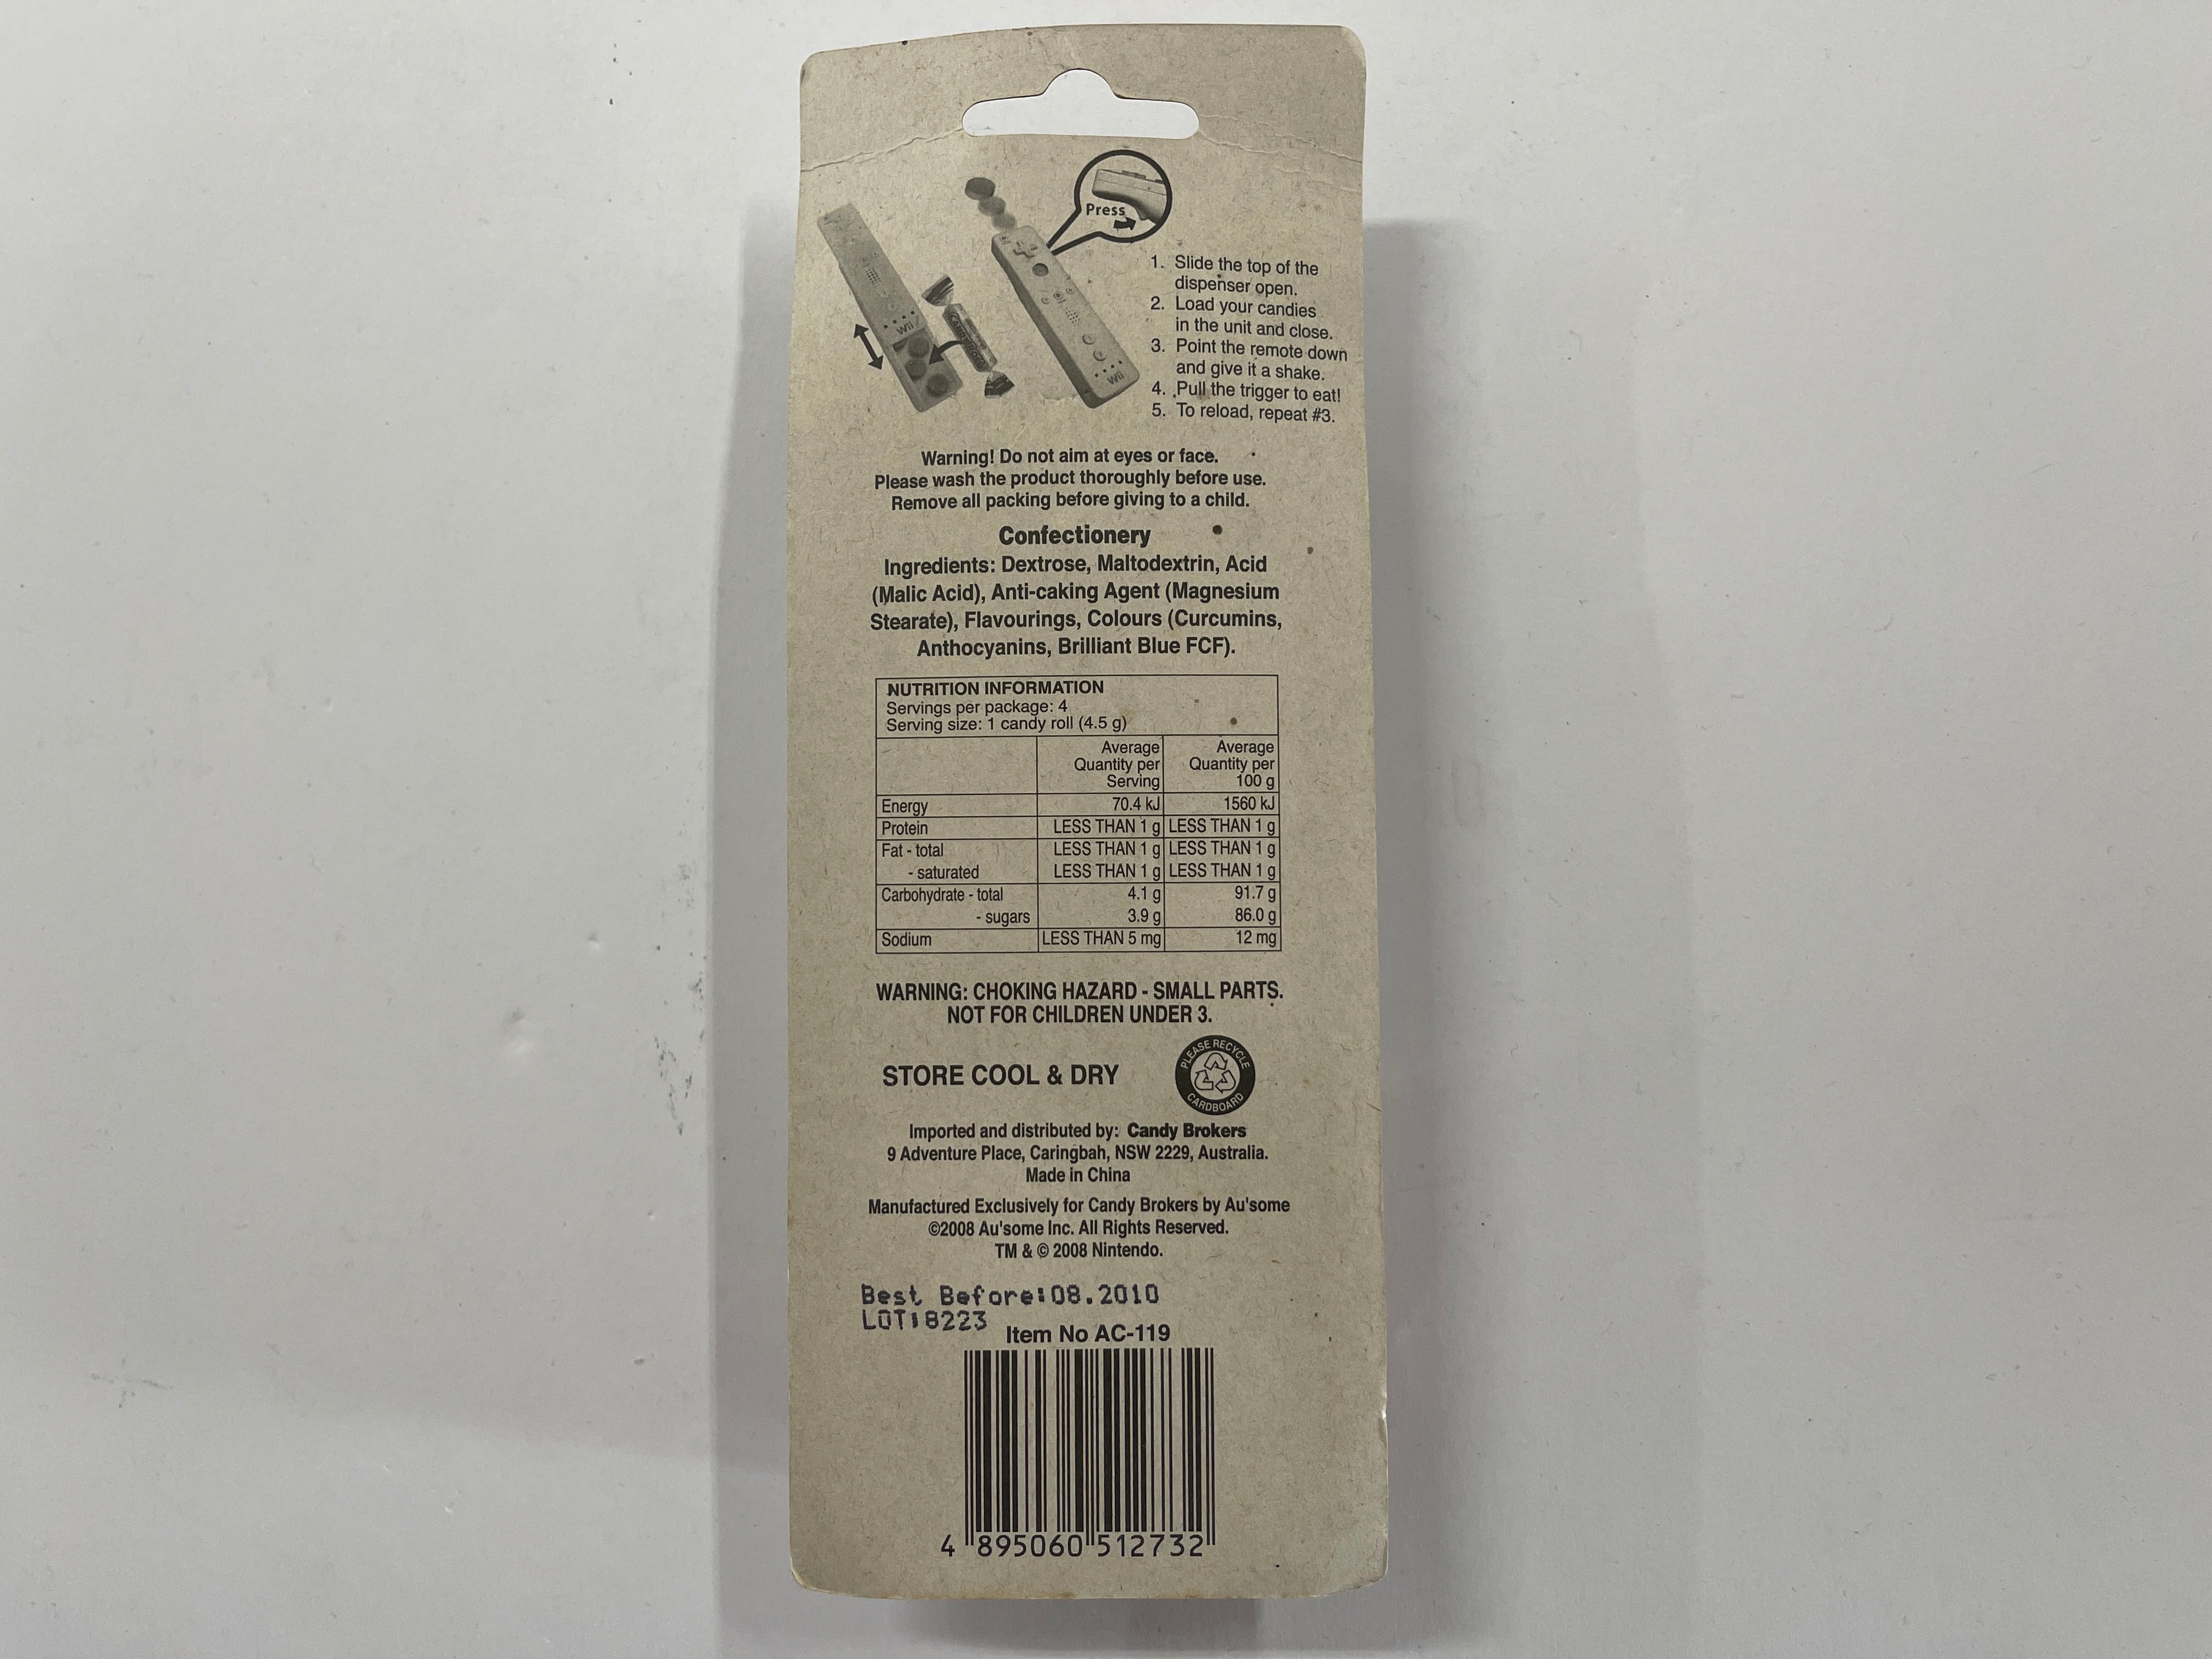 Press
1. Slide the top of the
dispenser open.
2. Load your candies
in the unit and close.
3. Point the remote down
and give it a shake.
4. Pull the trigger to eat!
5. To reload, repeat #3.
Wii
Wii
Warning! Do not aim at eyes or face.
Please wash the product thoroughly before use.
Remove all packing before giving to a child.
Confectionery
Ingredients: Dextrose, Maltodextrin, Acid
(Malic Acid), Anti-caking Agent (Magnesium
Stearate), Flavourings, Colours (Curcumins,
Anthocyanins, Brilliant Blue FCF).
NUTRITION INFORMATION
Servings per package: 4
Serving size: 1 candy roll (4.5 g)
Average Average
Quantity per Quantity per
Serving 100 g
Energy 70.4 kJ 1560 kJ
Protein LESS THAN 1 g LESS THAN 1 g
Fat - total LESS THAN 1 g LESS THAN 1 g
- saturated LESS THAN 1 g LESS THAN 1 g
Carbohydrate - total 4.1 g 91.7 g
- sugars 3.9 g 86.0 g
Sodium LESS THAN 5 mg 12 mg
WARNING: CHOKING HAZARD - SMALL PARTS.
NOT FOR CHILDREN UNDER 3.
STORE COOL & DRY
PLEASE RECYCLE
CARDBOARD
Imported and distributed by: Candy Brokers
9 Adventure Place, Caringbah, NSW 2229, Australia.
Made in China
Manufactured Exclusively for Candy Brokers by Au'some
©2008 Au'some Inc. All Rights Reserved.
TM & © 2008 Nintendo.
Best Before:08.2010
LOT:8223
Item No AC-119
4 895060 512732